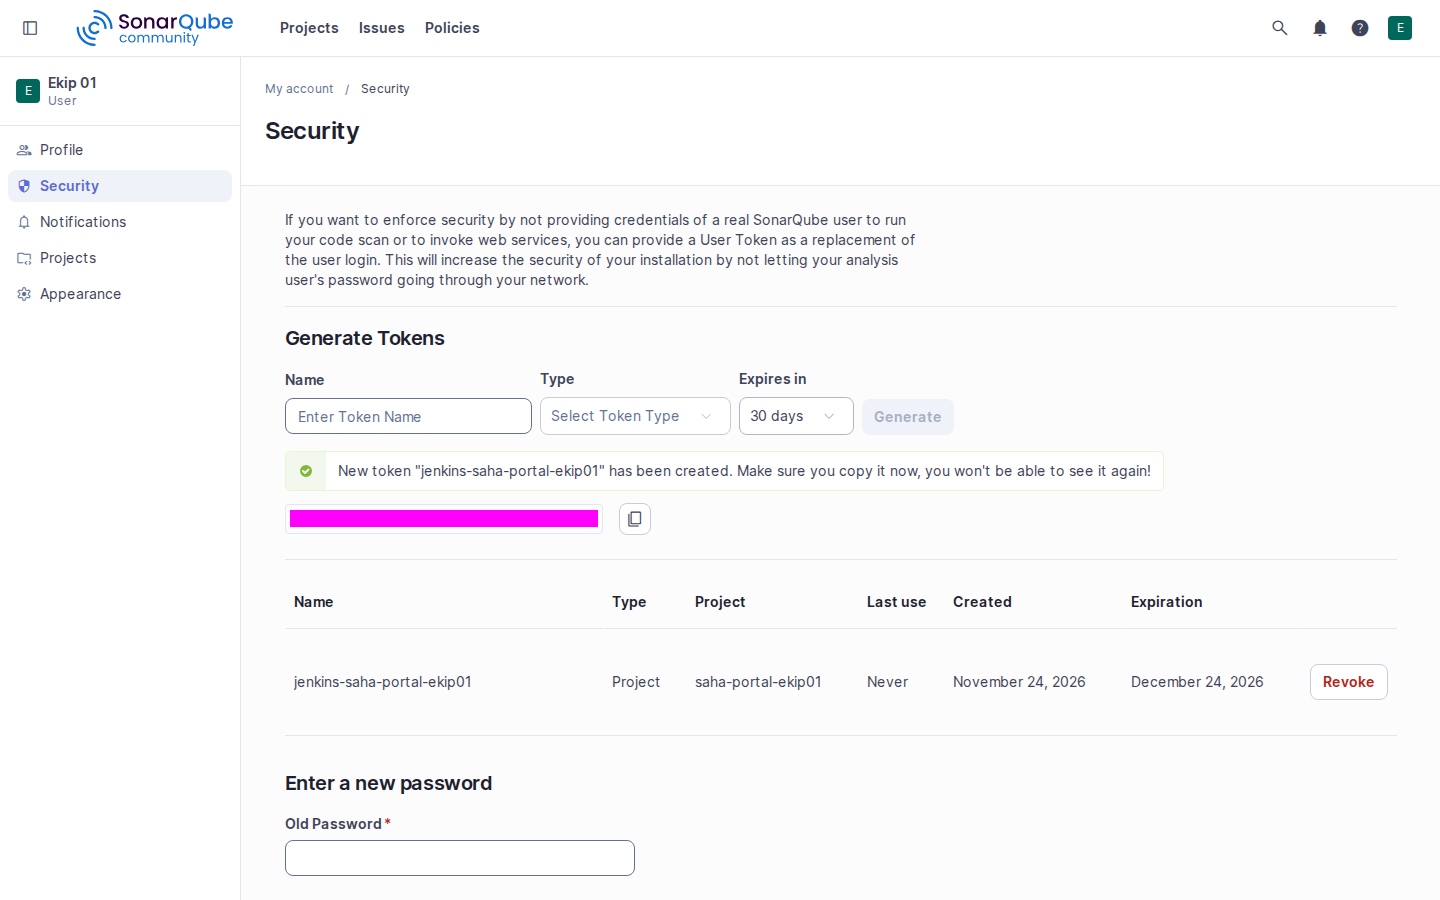 SonarQube
community
Projects
Issues
Policies
E
E
Ekip 01
User
Profile
Security
Notifications
Projects
Appearance
My account / Security
Security
If you want to enforce security by not providing credentials of a real SonarQube user to run
your code scan or to invoke web services, you can provide a User Token as a replacement of
the user login. This will increase the security of your installation by not letting your analysis
user's password going through your network.
Generate Tokens
Name
Type
Expires in
Enter Token Name
Select Token Type
30 days
Generate
New token "jenkins-saha-portal-ekip01" has been created. Make sure you copy it now, you won't be able to see it again!
Name
Type
Project
Last use
Created
Expiration
jenkins-saha-portal-ekip01
Project
saha-portal-ekip01
Never
November 24, 2026
December 24, 2026
Revoke
Enter a new password
Old Password *